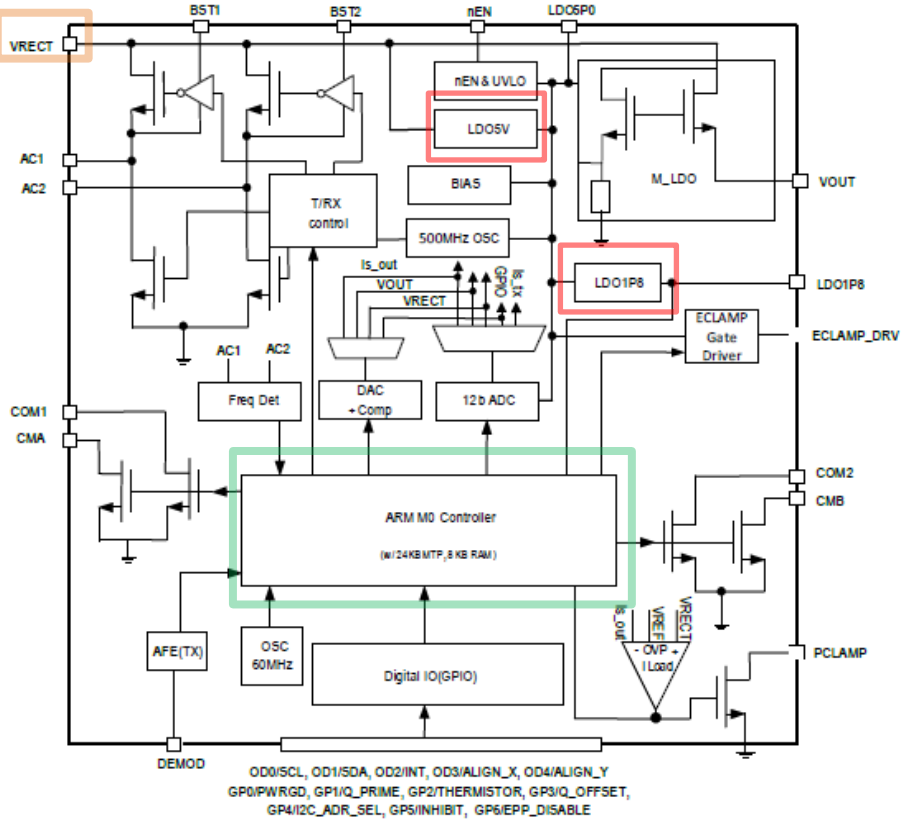 BST1
BST2
nEN
LDO5P0
VRECT
nEN & UVLO
LDO5V
AC1
AC2
BIAS
M_LDO
VOUT
T/RX
control
500MHz OSC
Is_out
VOUT
VRECT
GPIO
Is_tx
LDO1P8
LDO1P8
ECLAMP
Gate
Driver
ECLAMP_DRV
AC1
AC2
Freq Det
DAC
+ Comp
12b ADC
COM1
CMA
COM2
CMB
ARM M0 Controller
(w/ 24KB MTP, 8 KB RAM)
Is_out
VREF
VRECT
- OVP +
I Load
AFE(TX)
OSC
60MHz
Digital IO(GPIO)
PCLAMP
DEMOD
OD0/SCL, OD1/SDA, OD2/INT, OD3/ALIGN_X, OD4/ALIGN_Y
GP0/PWRGD, GP1/Q_PRIME, GP2/THERMISTOR, GP3/Q_OFFSET,
GP4/I2C_ADR_SEL, GP5/INHIBIT, GP6/EPP_DISABLE